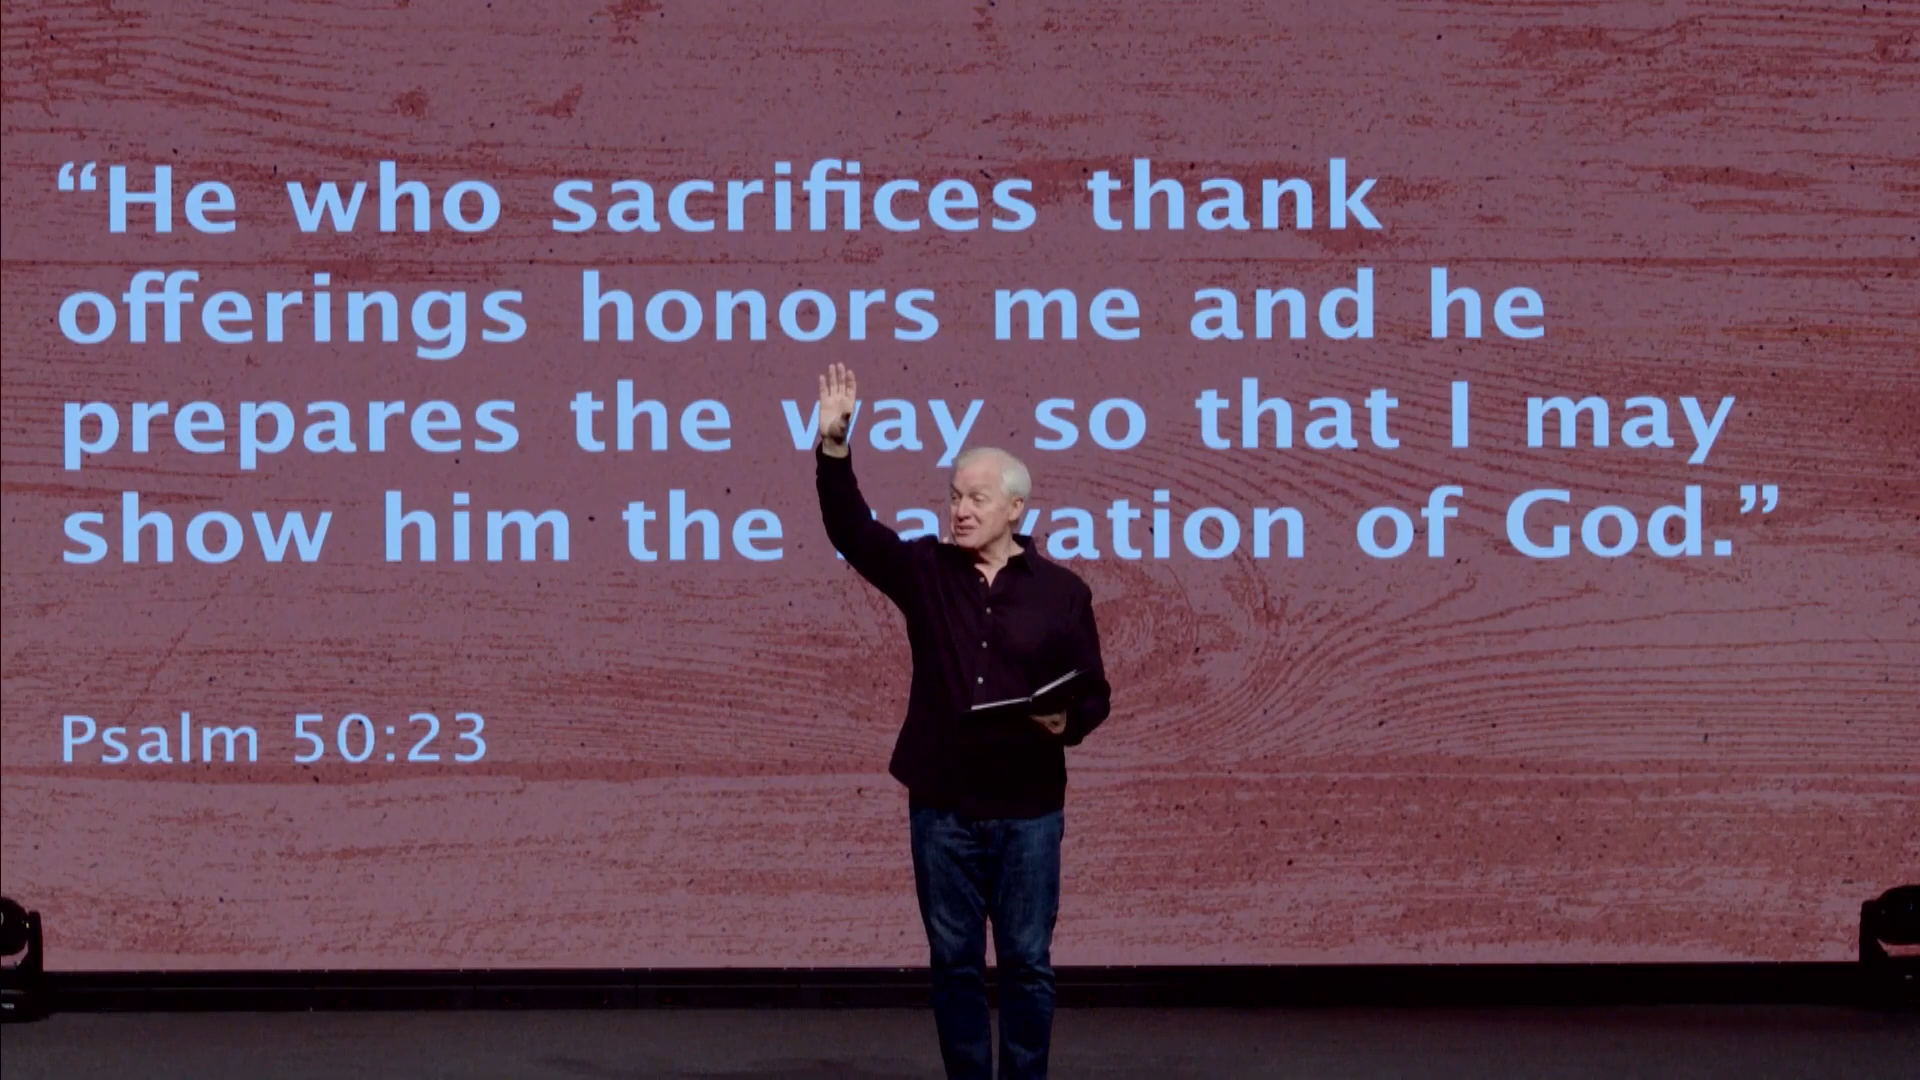 “He who sacrifices thank
offerings honors me and he
prepares the way so that I may
show him the salvation of God.”
Psalm 50:23